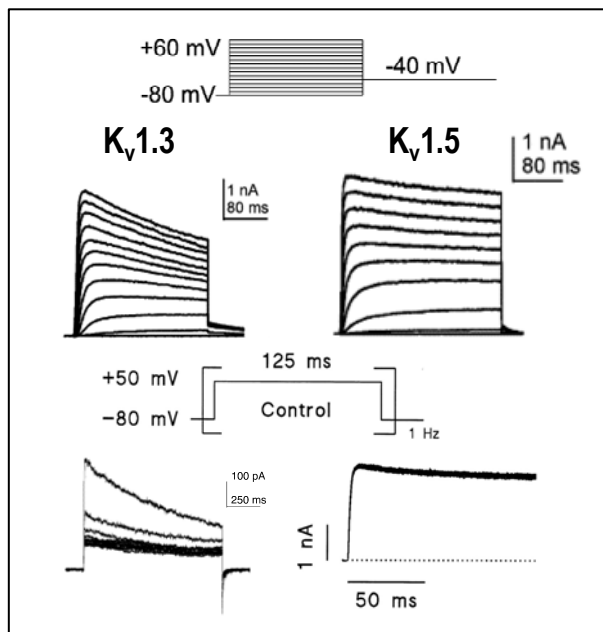 +60 mV
-40 mV
-80 mV
Kv1.3
Kv1.5
1 nA
80 ms
1 nA
80 ms
125 ms
+50 mV
-80 mV
Control
1 Hz
100 pA
250 ms
1 nA
50 ms